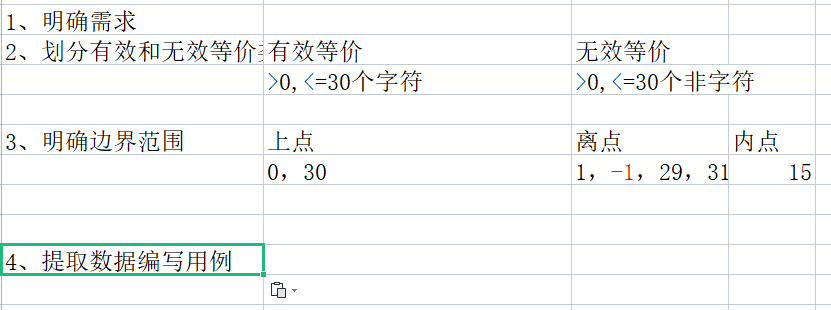 1、明确需求
2、划分有效和无效等价 有效等价 无效等价
>0,<=30个字符 >0,<=30个非字符
3、明确边界范围 上点 离点 内点
0，30 1，-1，29，31 15
4、提取数据编写用例